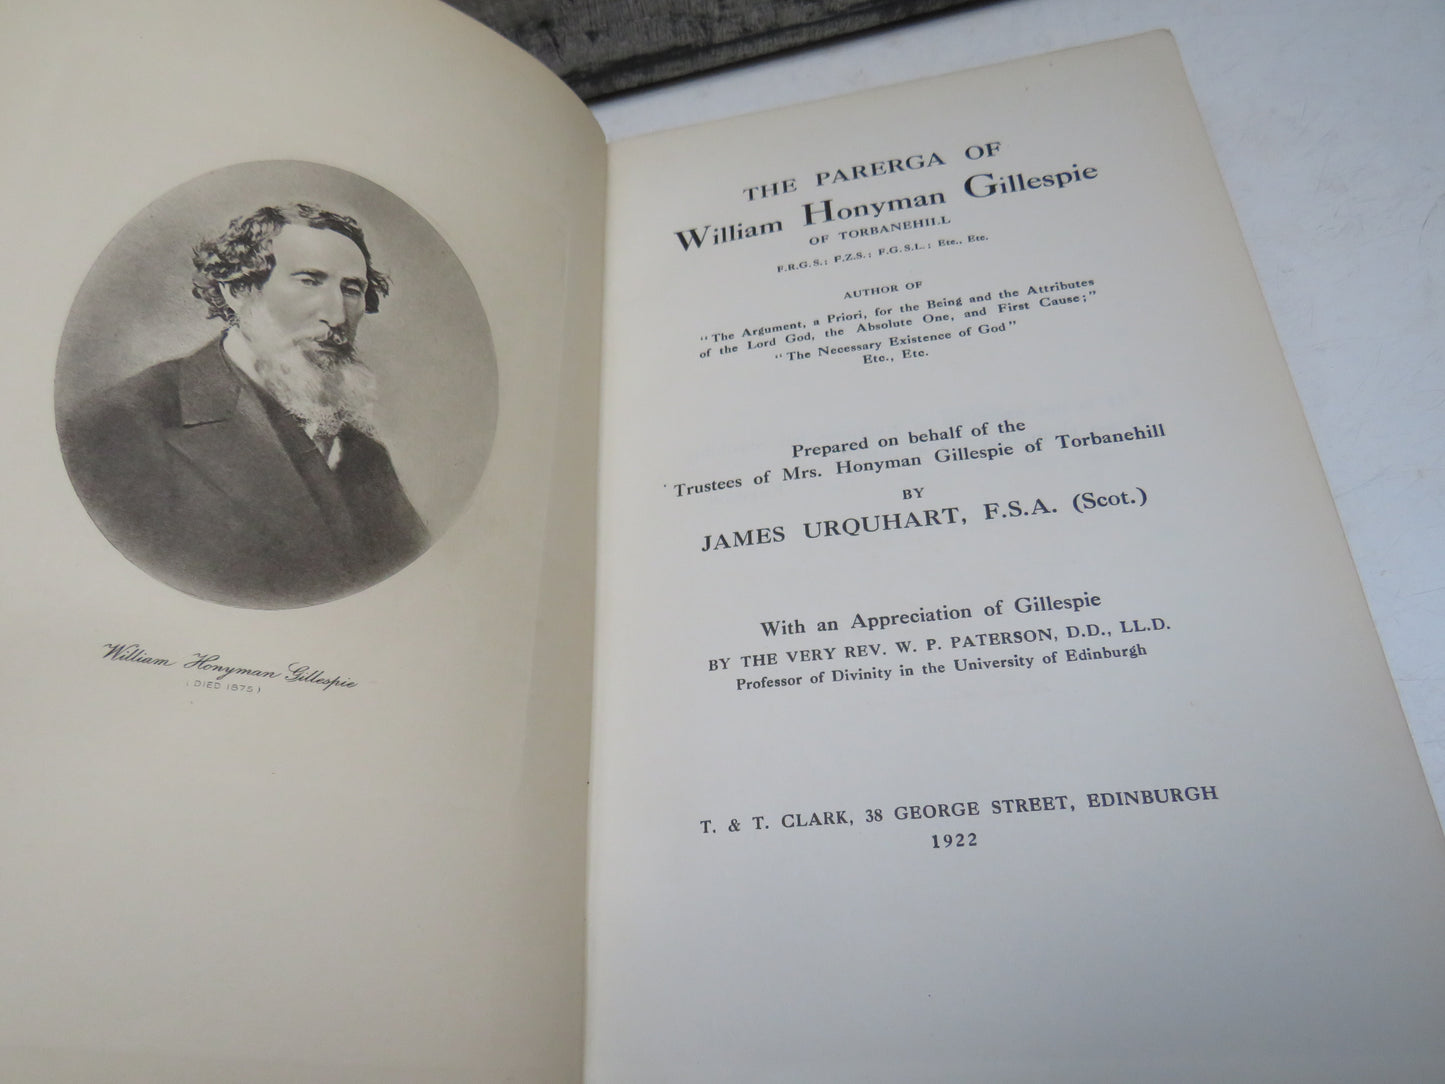 William Honyman Gillespie
(DIED 1875)
THE PARERGA OF
William Honyman Gillespie
OF TORBANEHILL
F.R.G.S.; F.Z.S.; F.G.S.L.; Etc., Etc.
AUTHOR OF
"The Argument, a Priori, for the Being and the Attributes
of the Lord God, the Absolute One, and First Cause;"
"The Necessary Existence of God"
Etc., Etc.
Prepared on behalf of the
Trustees of Mrs. Honyman Gillespie of Torbanehill
BY
JAMES URQUHART, F.S.A. (Scot.)
With an Appreciation of Gillespie
BY THE VERY REV. W. P. PATERSON, D.D., LL.D.
Professor of Divinity in the University of Edinburgh
T. & T. CLARK, 38 GEORGE STREET, EDINBURGH
1922